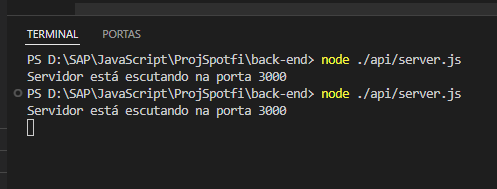 TERMINAL PORTAS
PS D:\SAP\JavaScript\ProjSpotfi\back-end> node ./api/server.js
Servidor está escutando na porta 3000
PS D:\SAP\JavaScript\ProjSpotfi\back-end> node ./api/server.js
Servidor está escutando na porta 3000